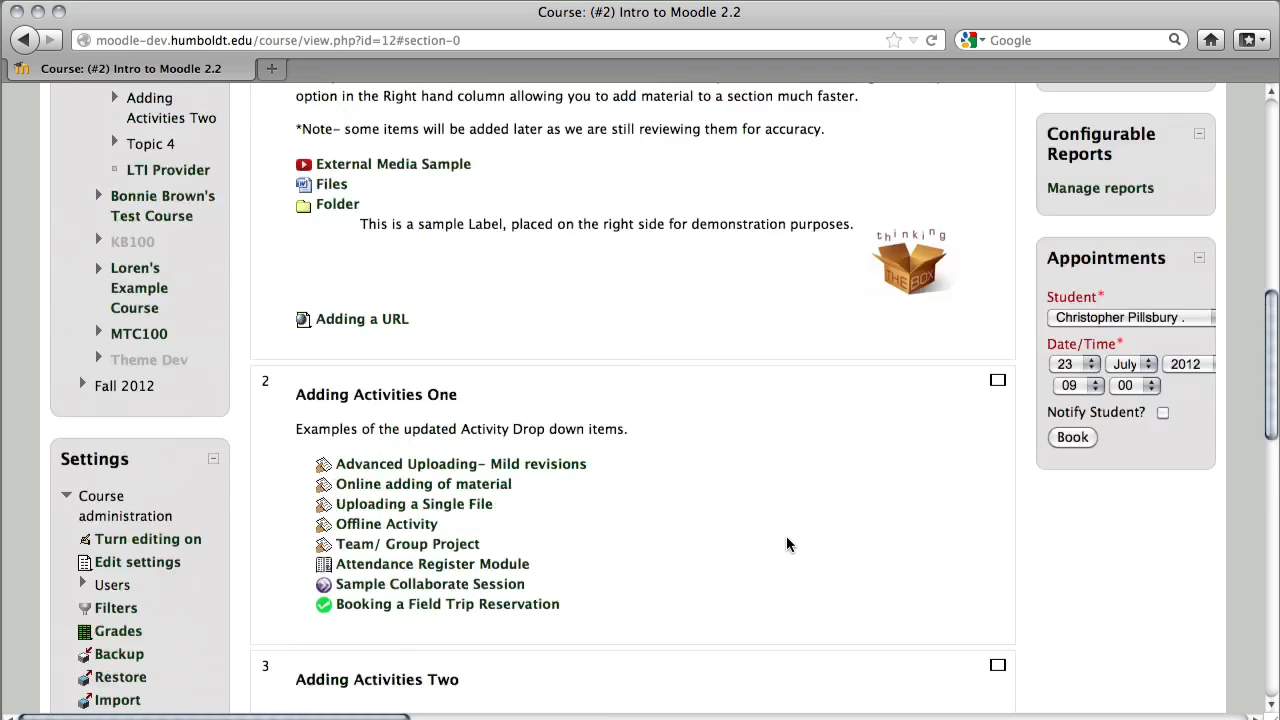 Course: (#2) Intro to Moodle 2.2
moodle-dev.humboldt.edu/course/view.php?id=12#section-0
Google
Course: (#2) Intro to Moodle 2.2
Adding
Activities Two
Topic 4
LTI Provider
Bonnie Brown's
Test Course
KB100
Loren's
Example
Course
MTC100
Theme Dev
Fall 2012
Settings
Course
administration
Turn editing on
Edit settings
Users
Filters
Grades
Backup
Restore
Import
option in the Right hand column allowing you to add material to a section much faster.
*Note- some items will be added later as we are still reviewing them for accuracy.
External Media Sample
Files
Folder
This is a sample Label, placed on the right side for demonstration purposes.
thinking
THE BOX
Adding a URL
2
Adding Activities One
Examples of the updated Activity Drop down items.
Advanced Uploading- Mild revisions
Online adding of material
Uploading a Single File
Offline Activity
Team/ Group Project
Attendance Register Module
Sample Collaborate Session
Booking a Field Trip Reservation
3
Adding Activities Two
Configurable
Reports
Manage reports
Appointments
Student*
Christopher Pillsbury .
Date/Time*
23 July 2012
09 00
Notify Student?
Book